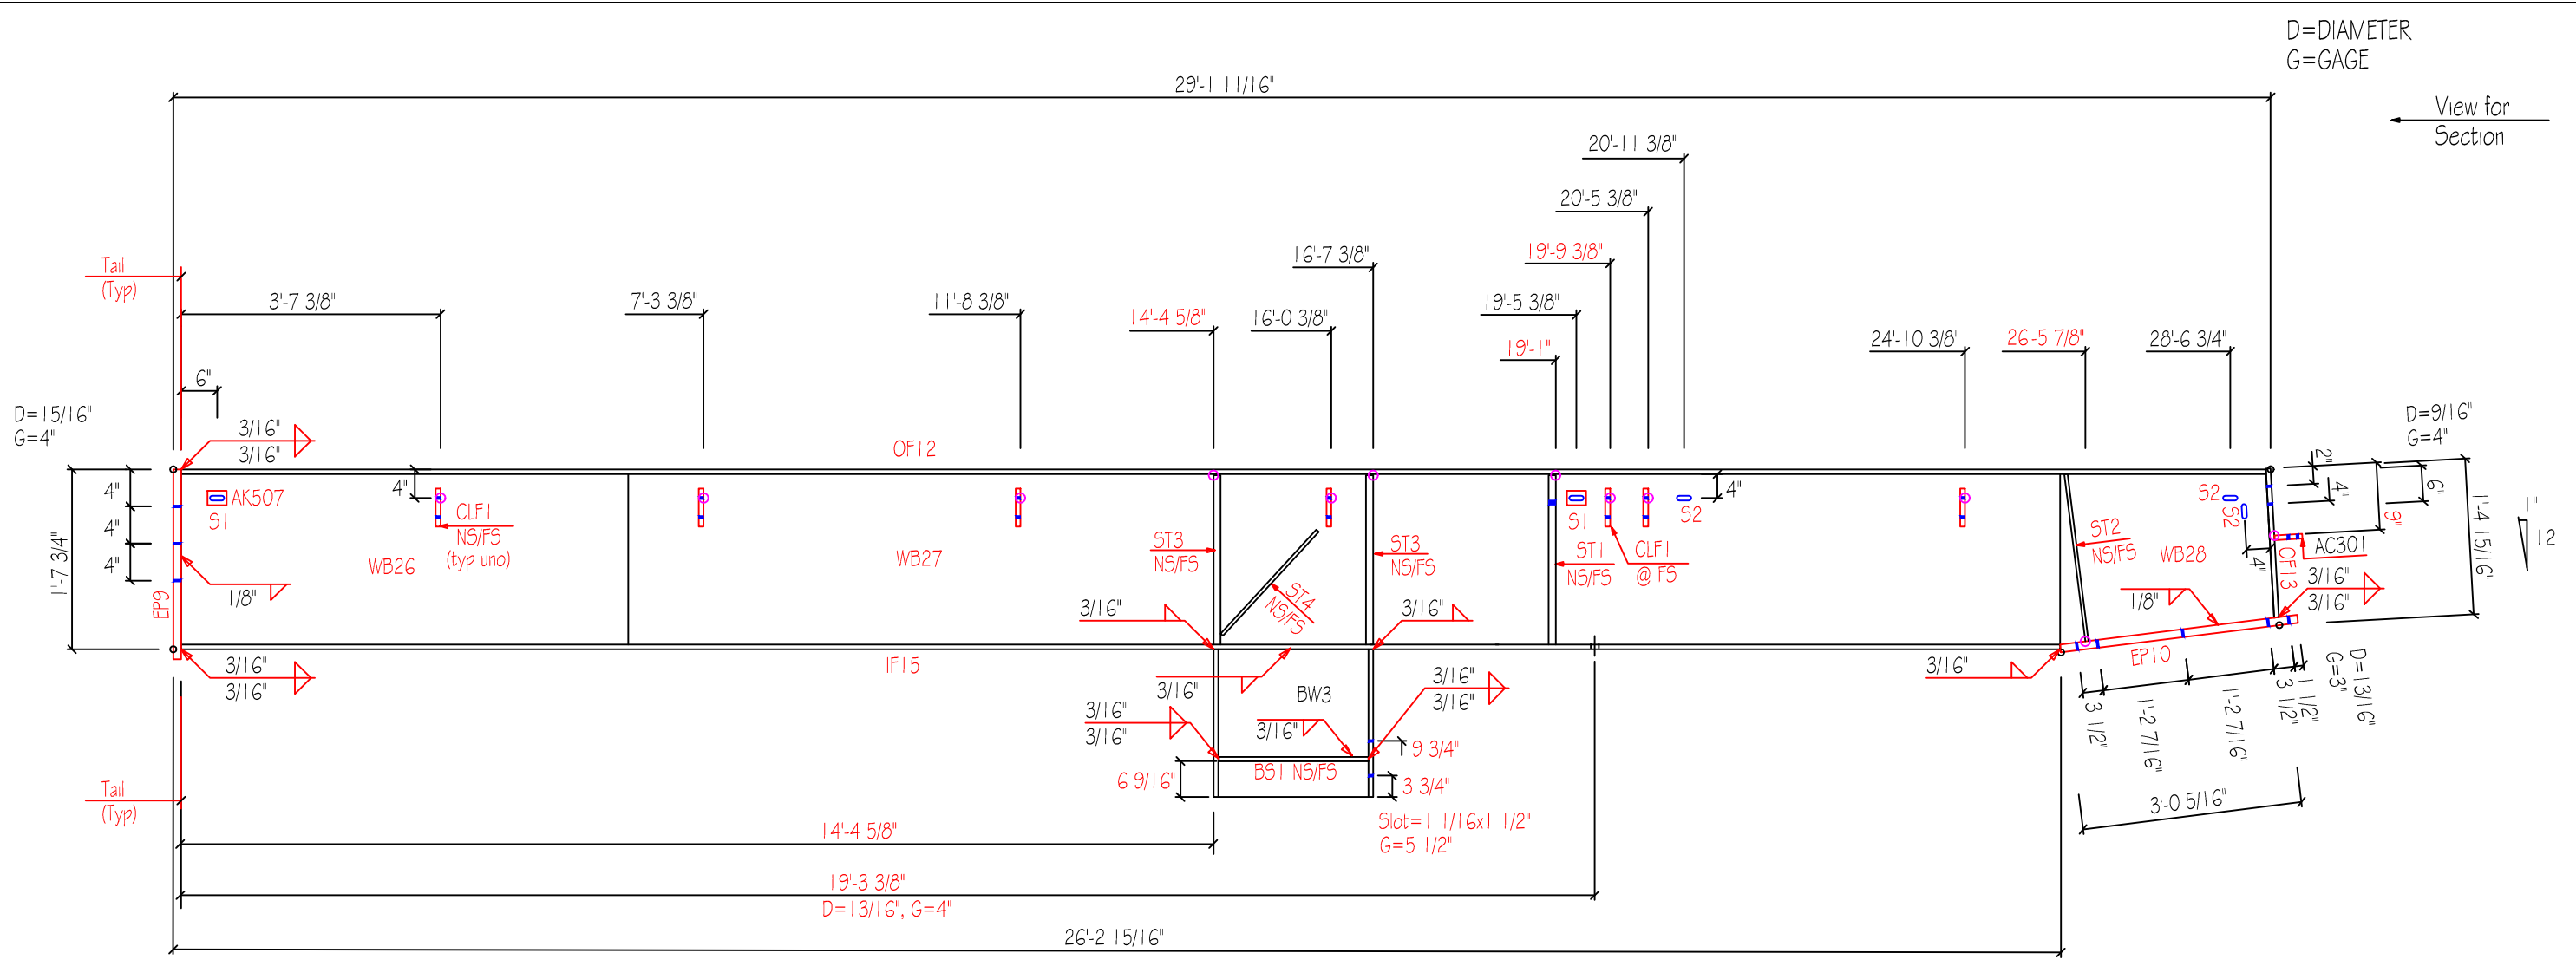 D=DIAMETER
G=GAGE
29'-1 11/16"
View for
Section
20'-11 3/8"
20'-5 3/8"
16'-7 3/8"
19'-9 3/8"
Tail
(Typ)
3'-7 3/8"
7'-3 3/8"
11'-8 3/8"
14'-4 5/8"
16'-0 3/8"
19'-5 3/8"
19'-1"
24'-10 3/8"
26'-5 7/8"
28'-6 3/4"
6"
D=15/16"
G=4"
3/16"
3/16"
OF12
D=9/16"
G=4"
2"
4"
6"
9"
1'-4 15/16"
1"
12
4"
4"
4"
1'-7 3/4"
EP9
AK507
S1
4"
CLF1
NS/FS
(typ uno)
WB26
1/8"
WB27
ST3
NS/FS
ST4
NS/FS
ST3
NS/FS
S1
ST1
NS/FS
CLF1
@ FS
S2
4"
S2
S2
4"
ST2
NS/FS
WB28
AC301
OF13
3/16"
3/16"
1/8"
3/16"
3/16"
3/16"
3/16"
IF15
3/16"
BW3
3/16"
3/16"
3/16"
EP10
3/16"
3/16"
3/16"
9 3/4"
BS1 NS/FS
6 9/16"
3 3/4"
Slot=1 1/16x1 1/2"
G=5 1/2"
3 1/2"
1'-2 7/16"
1'-2 7/16"
3 1/2"
1 1/2"
D=13/16"
G=3"
3'-0 5/16"
Tail
(Typ)
14'-4 5/8"
19'-3 3/8"
D=13/16", G=4"
26'-2 15/16"